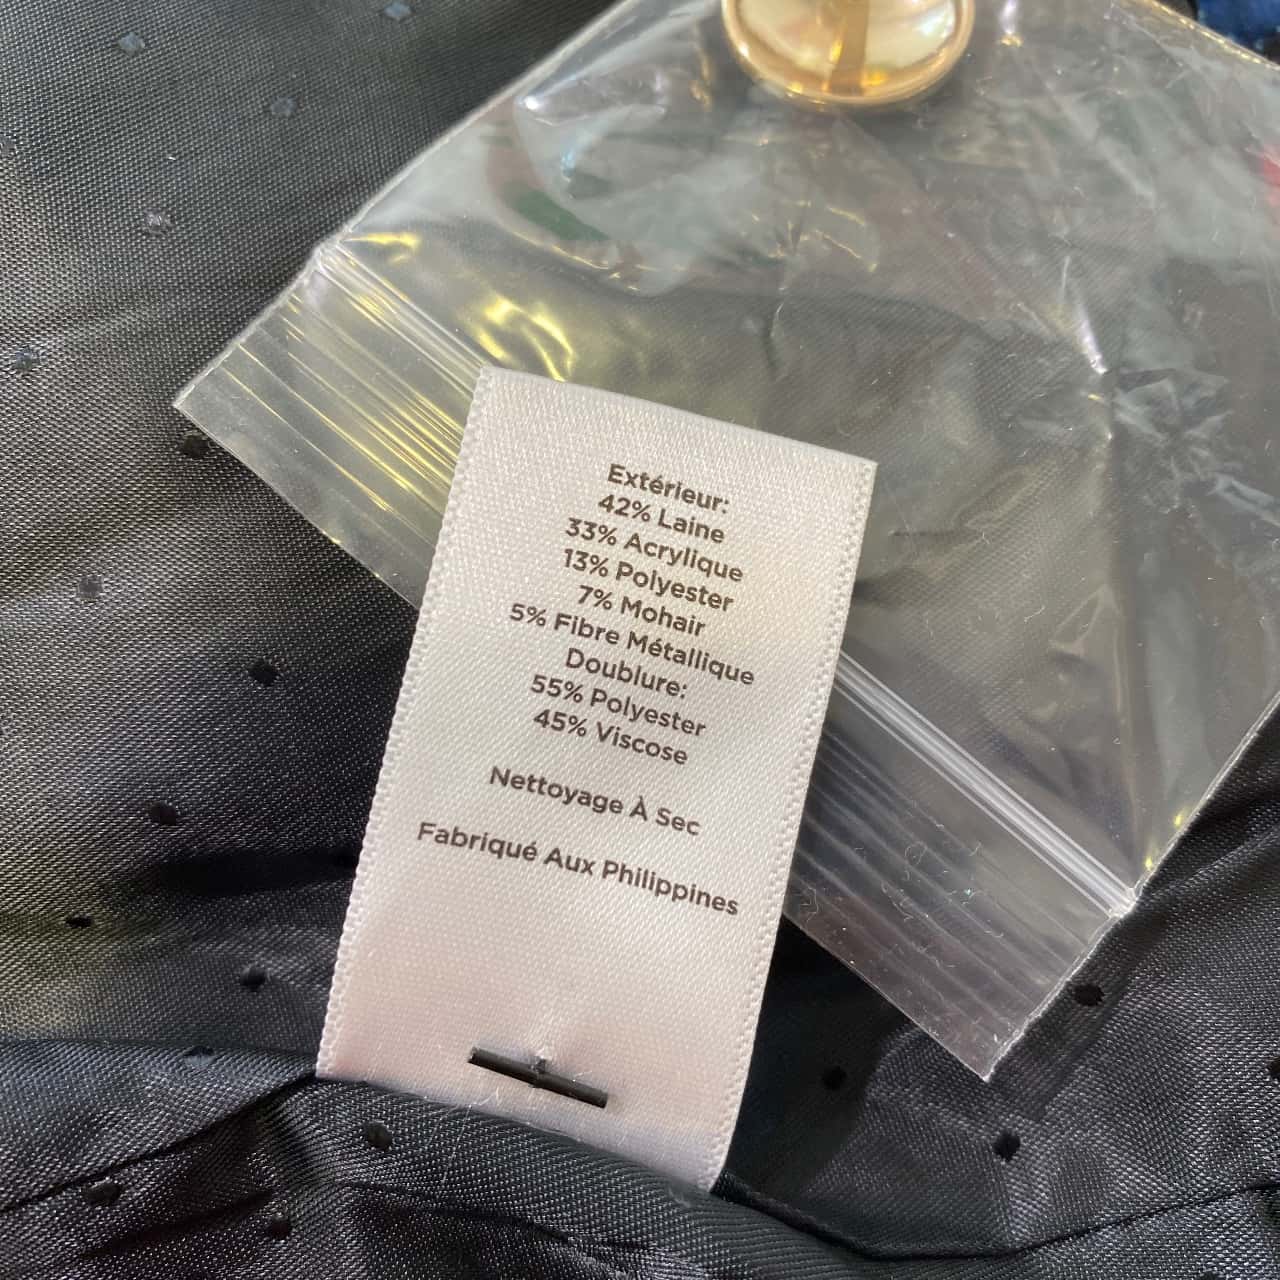 Extérieur:
42% Laine
33% Acrylique
13% Polyester
7% Mohair
5% Fibre Métallique
Doublure:
55% Polyester
45% Viscose
Nettoyage À Sec
Fabriqué Aux Philippines